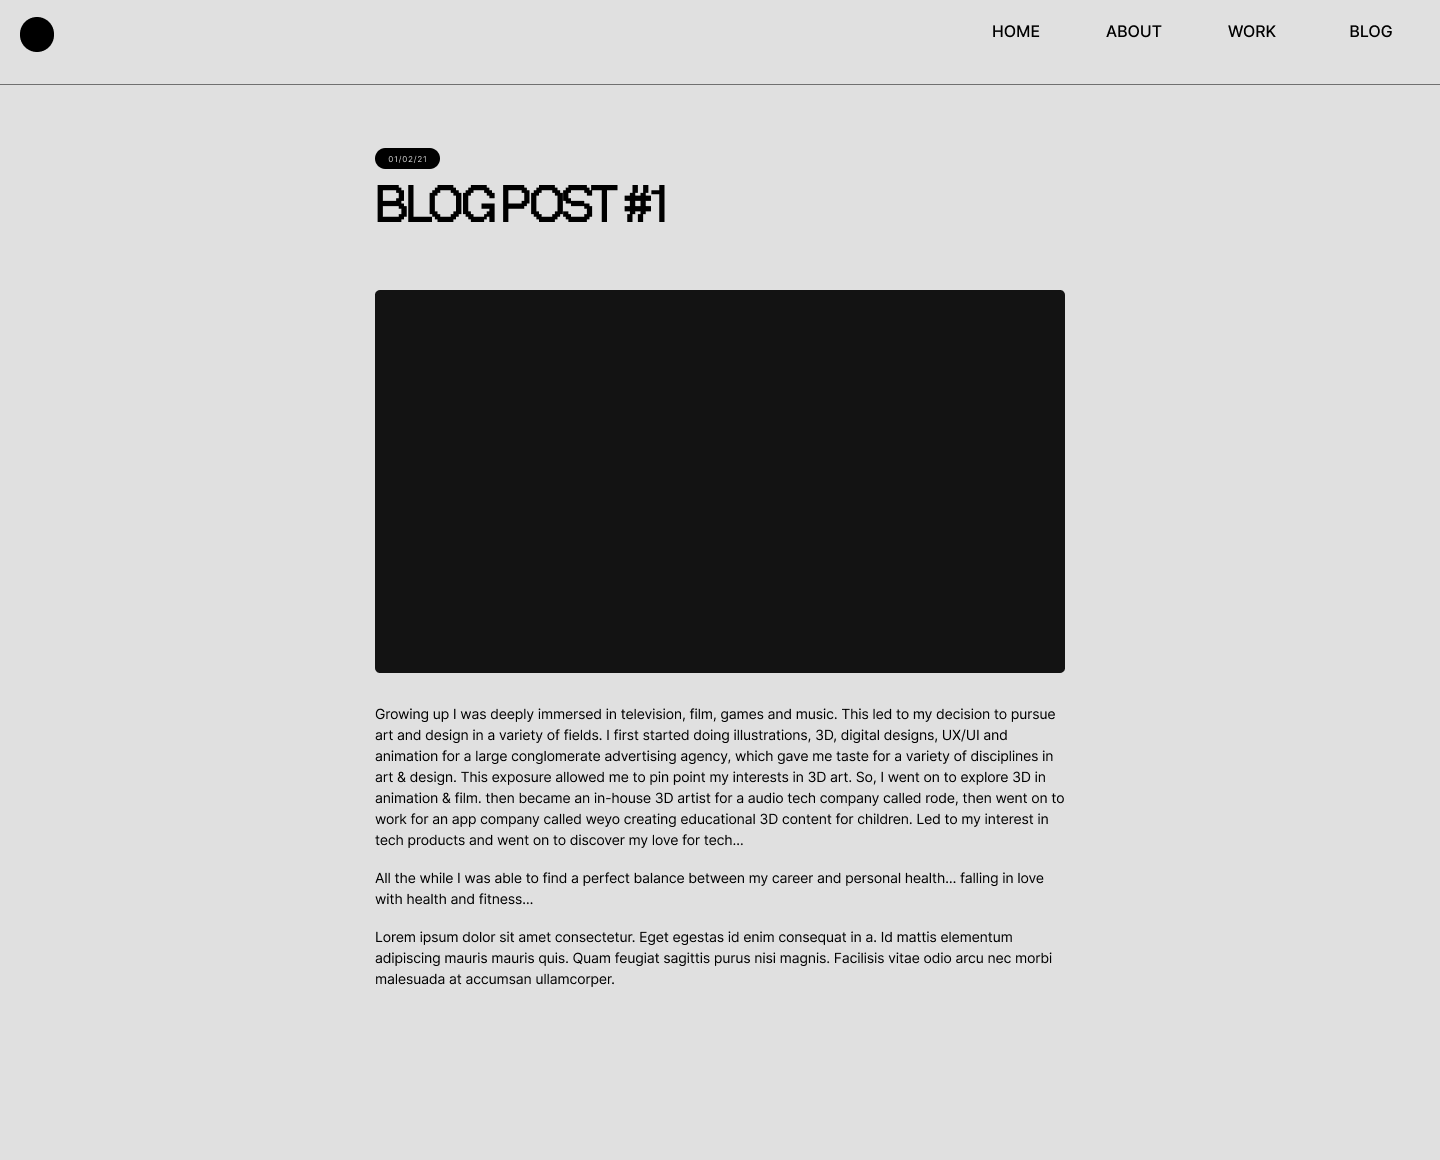 HOME ABOUT WORK BLOG
01/02/21
BLOG POST #1
Growing up I was deeply immersed in television, film, games and music. This led to my decision to pursue
art and design in a variety of fields. I first started doing illustrations, 3D, digital designs, UX/UI and
animation for a large conglomerate advertising agency, which gave me taste for a variety of disciplines in
art & design. This exposure allowed me to pin point my interests in 3D art. So, I went on to explore 3D in
animation & film. then became an in-house 3D artist for a audio tech company called rode, then went on to
work for an app company called weyo creating educational 3D content for children. Led to my interest in
tech products and went on to discover my love for tech...
All the while I was able to find a perfect balance between my career and personal health... falling in love
with health and fitness...
Lorem ipsum dolor sit amet consectetur. Eget egestas id enim consequat in a. Id mattis elementum
adipiscing mauris mauris quis. Quam feugiat sagittis purus nisi magnis. Facilisis vitae odio arcu nec morbi
malesuada at accumsan ullamcorper.